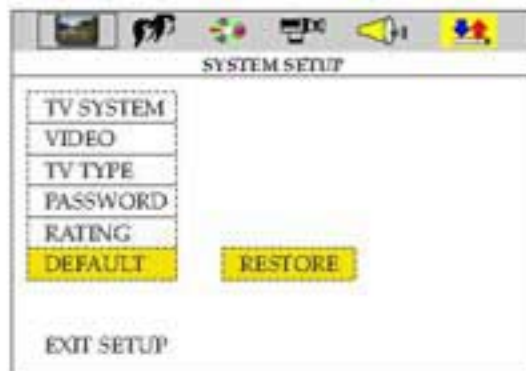 SYSTEM SETUP
TV SYSTEM
VIDEO
TV TYPE
PASSWORD
RATING
DEFAULT RESTORE
EXIT SETUP